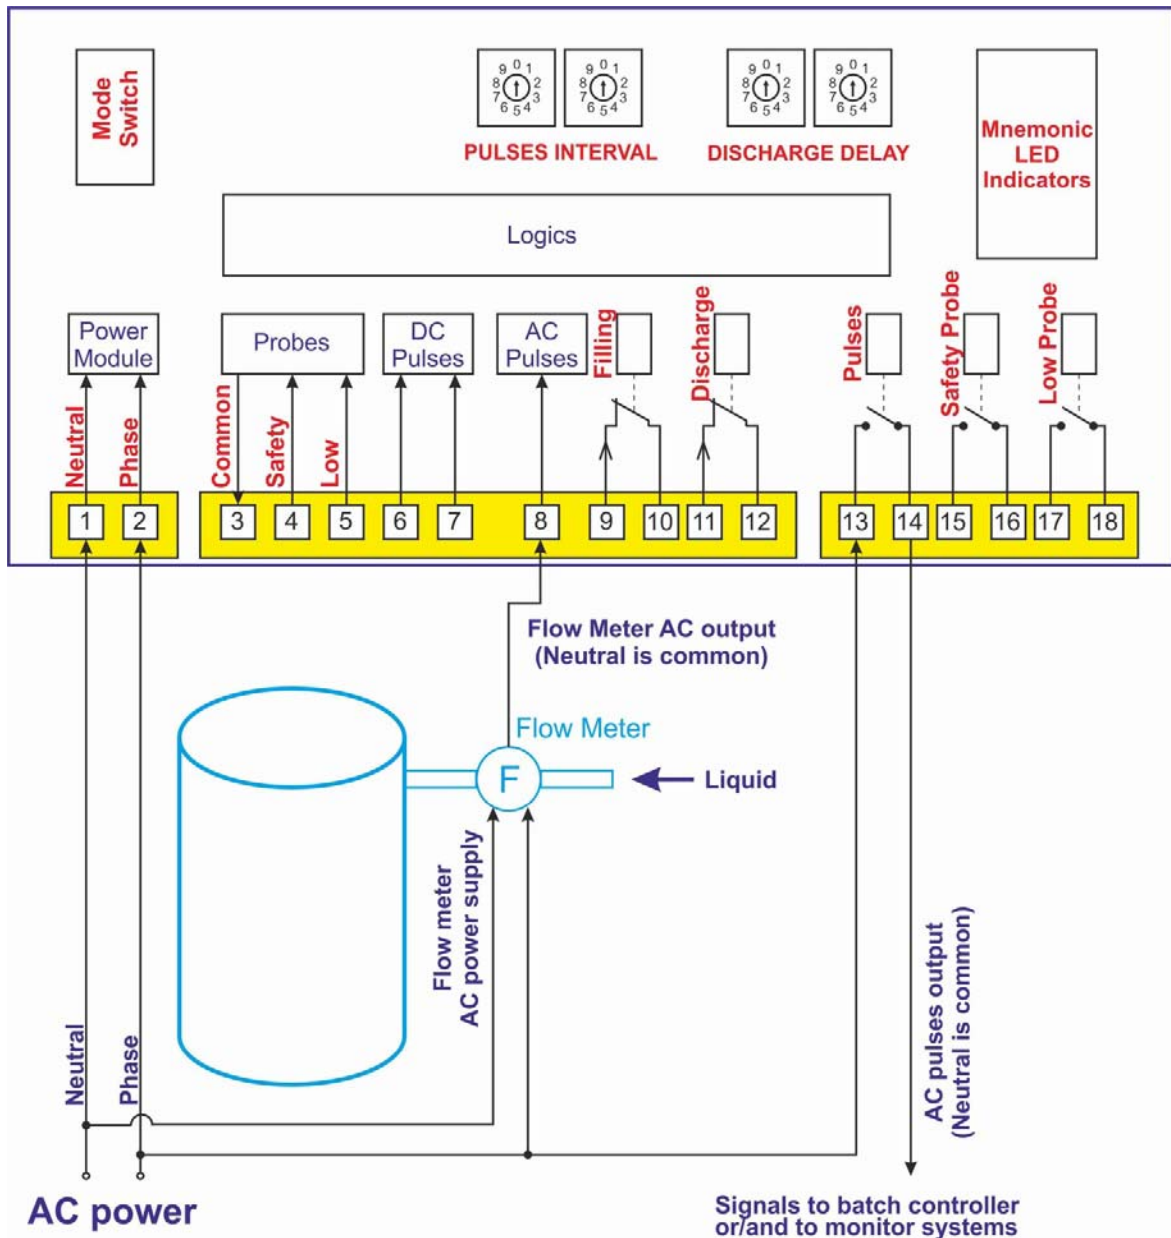 Mode
Switch
9 0 1
8 2
7 3
6 5 4
9 0 1
8 2
7 3
6 5 4
PULSES INTERVAL
9 0 1
8 2
7 3
6 5 4
9 0 1
8 2
7 3
6 5 4
DISCHARGE DELAY
Mnemonic
LED
Indicators
Logics
Power
Module
Probes
DC
Pulses
AC
Pulses
Filling
Discharge
Pulses
Safety Probe
Low Probe
Neutral
Phase
Common
Safety
Low
1 2 3 4 5 6 7 8 9 10 11 12 13 14 15 16 17 18
Flow Meter AC output
(Neutral is common)
Flow Meter
F
Liquid
Flow meter
AC power supply
Neutral
Phase
AC pulses output
(Neutral is common)
AC power
Signals to batch controller
or/and to monitor systems